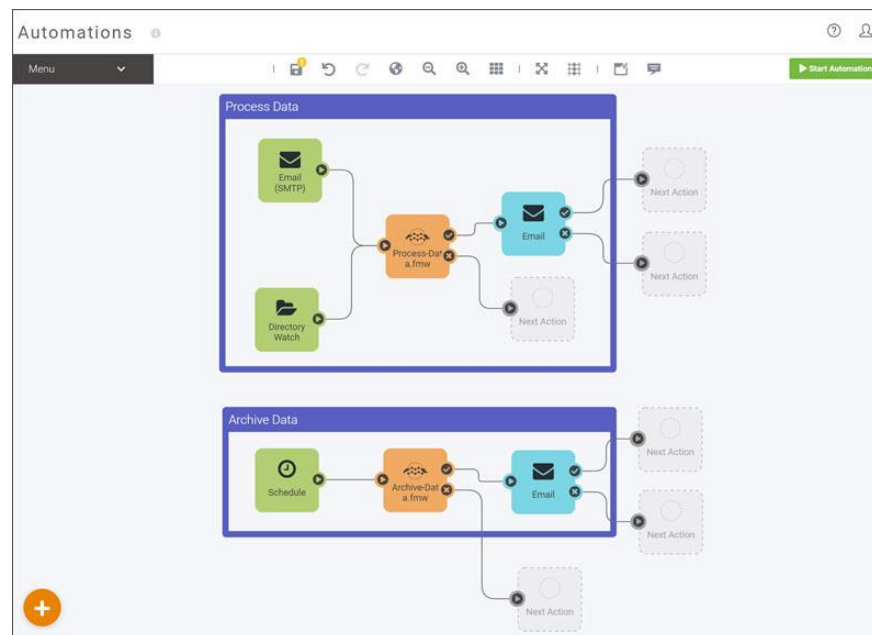 Automations
Menu
Start Automation
Process Data
Email
(SMTP)
Next Action
Email
Process-Dat
a.fmw
Next Action
Directory
Watch
Next Action
Archive Data
Next Action
Schedule
Archive-Dat
a.fmw
Email
Next Action
Next Action